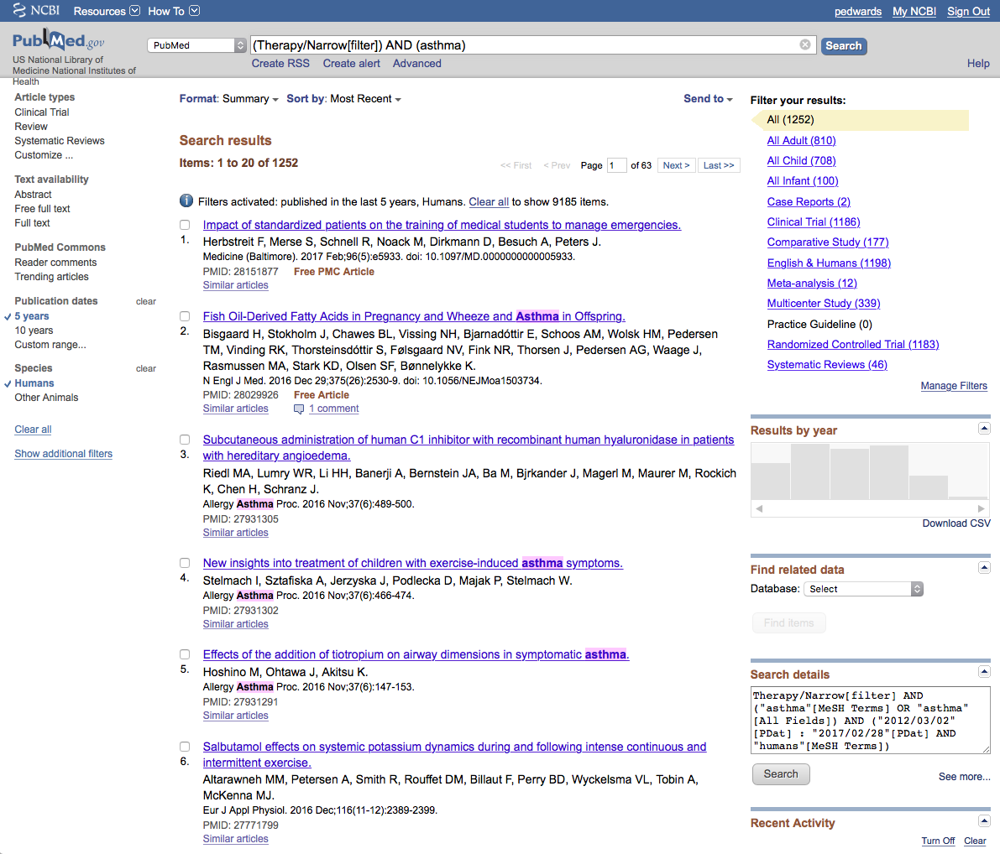 NCBI Resources How To pedwards My NCBI Sign Out
PubMed.gov
US National Library of
Medicine National Institutes of
Health
PubMed (Therapy/Narrow[filter]) AND (asthma) Search
Create RSS Create alert Advanced Help
Article types
Clinical Trial
Review
Systematic Reviews
Customize ...
Text availability
Abstract
Free full text
Full text
PubMed Commons
Reader comments
Trending articles
Publication dates clear
5 years
10 years
Custom range...
Species clear
Humans
Other Animals
Clear all
Show additional filters
Format: Summary Sort by: Most Recent Send to
Search results
Items: 1 to 20 of 1252
<< First < Prev Page 1 of 63 Next > Last >>
Filters activated: published in the last 5 years, Humans. Clear all to show 9185 items.
Impact of standardized patients on the training of medical students to manage emergencies.
1. Herbstreit F, Merse S, Schnell R, Noack M, Dirkmann D, Besuch A, Peters J.
Medicine (Baltimore). 2017 Feb;96(5):e5933. doi: 10.1097/MD.0000000000005933.
PMID: 28151877 Free PMC Article
Similar articles
Fish Oil-Derived Fatty Acids in Pregnancy and Wheeze and Asthma in Offspring.
2. Bisgaard H, Stokholm J, Chawes BL, Vissing NH, Bjarnadóttir E, Schoos AM, Wolsk HM, Pedersen
TM, Vinding RK, Thorsteinsdóttir S, Følsgaard NV, Fink NR, Thorsen J, Pedersen AG, Waage J,
Rasmussen MA, Stark KD, Olsen SF, Bønnelykke K.
N Engl J Med. 2016 Dec 29;375(26):2530-9. doi: 10.1056/NEJMoa1503734.
PMID: 28029926 Free Article
Similar articles 1 comment
Subcutaneous administration of human C1 inhibitor with recombinant human hyaluronidase in patients
3. with hereditary angioedema.
Riedl MA, Lumry WR, Li HH, Banerji A, Bernstein JA, Ba M, Bjrkander J, Magerl M, Maurer M, Rockich
K, Chen H, Schranz J.
Allergy Asthma Proc. 2016 Nov;37(6):489-500.
PMID: 27931305
Similar articles
New insights into treatment of children with exercise-induced asthma symptoms.
4. Stelmach I, Sztafiska A, Jerzyska J, Podlecka D, Majak P, Stelmach W.
Allergy Asthma Proc. 2016 Nov;37(6):466-474.
PMID: 27931302
Similar articles
Effects of the addition of tiotropium on airway dimensions in symptomatic asthma.
5. Hoshino M, Ohtawa J, Akitsu K.
Allergy Asthma Proc. 2016 Nov;37(6):147-153.
PMID: 27931291
Similar articles
Salbutamol effects on systemic potassium dynamics during and following intense continuous and
6. intermittent exercise.
Altarawneh MM, Petersen A, Smith R, Rouffet DM, Billaut F, Perry BD, Wyckelsma VL, Tobin A,
McKenna MJ.
Eur J Appl Physiol. 2016 Dec;116(11-12):2389-2399.
PMID: 27771799
Similar articles
Filter your results:
All (1252)
All Adult (810)
All Child (708)
All Infant (100)
Case Reports (2)
Clinical Trial (1186)
Comparative Study (177)
English & Humans (1198)
Meta-analysis (12)
Multicenter Study (339)
Practice Guideline (0)
Randomized Controlled Trial (1183)
Systematic Reviews (46)
Manage Filters
Results by year
Download CSV
Find related data
Database: Select
Find items
Search details
Therapy/Narrow[filter] AND
("asthma"[MeSH Terms] OR "asthma"
[All Fields]) AND ("2012/03/02"
[PDat] : "2017/02/28"[PDat] AND
"humans"[MeSH Terms])
Search See more...
Recent Activity
Turn Off Clear